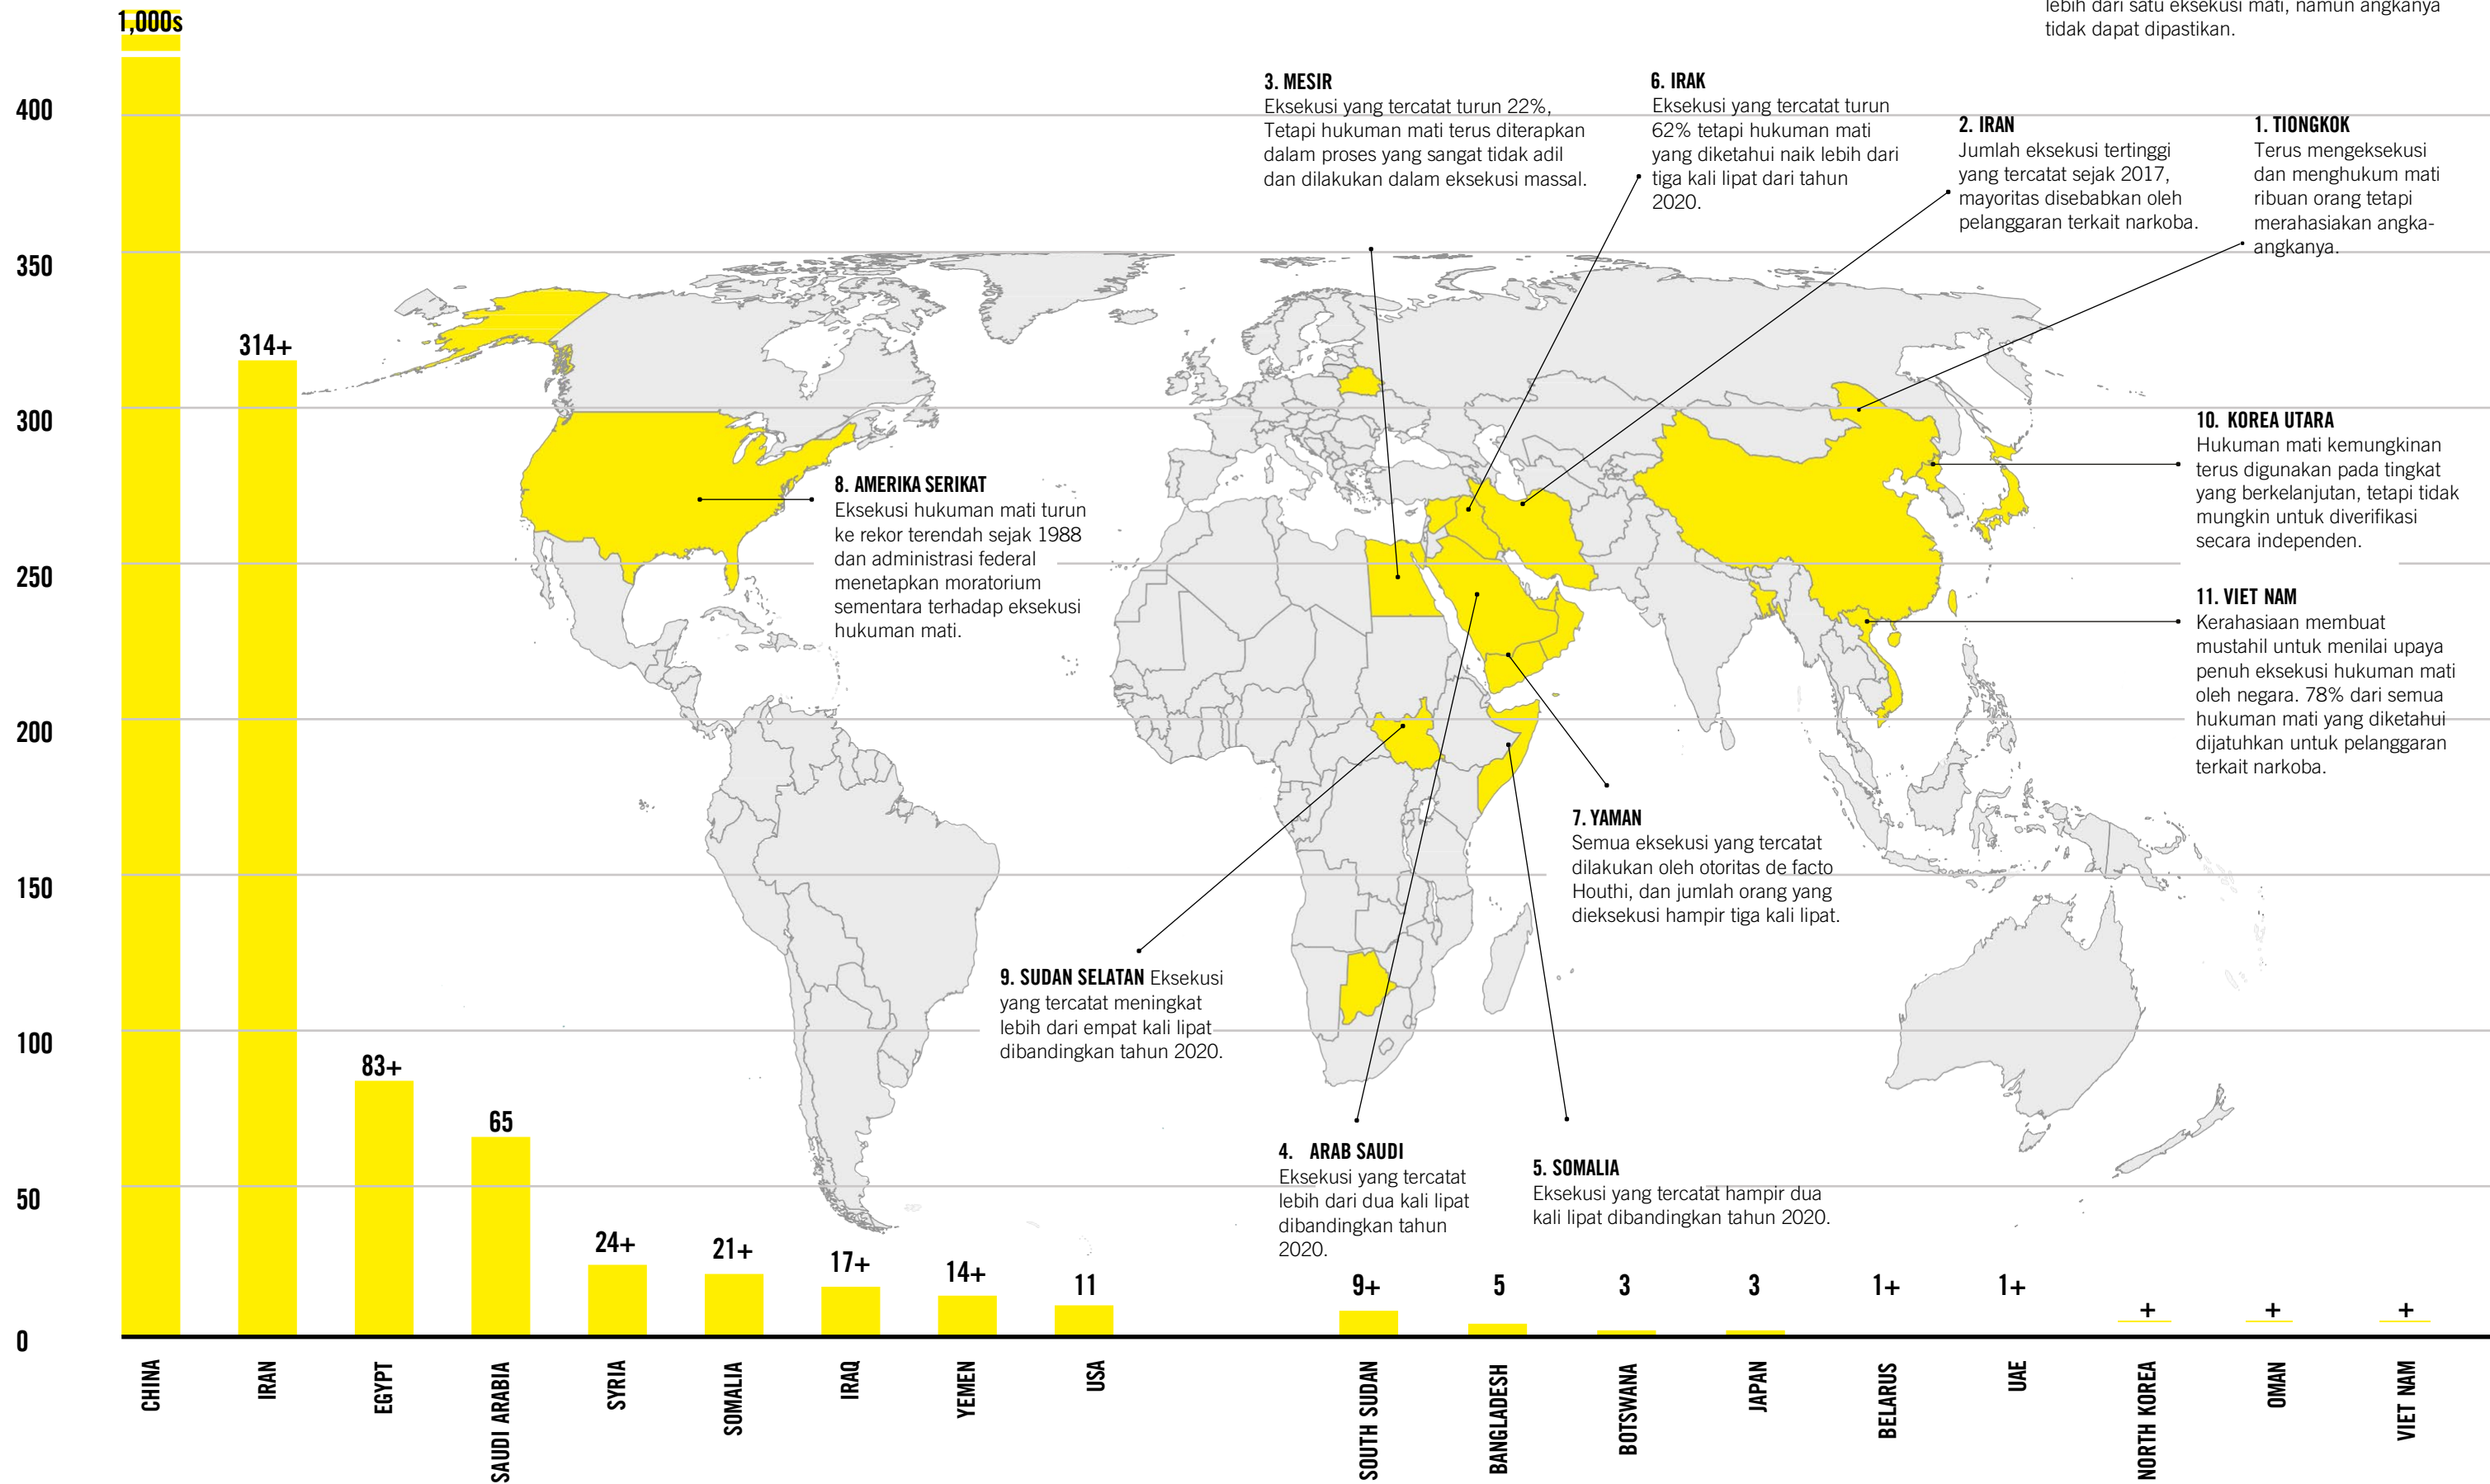 lebih dari satu eksekusi mati, namun angkanya
tidak dapat dipastikan.
1,000s
400
350
300
250
200
150
100
50
0
3. MESIR
Eksekusi yang tercatat turun 22%,
Tetapi hukuman mati terus diterapkan
dalam proses yang sangat tidak adil
dan dilakukan dalam eksekusi massal.
6. IRAK
Eksekusi yang tercatat turun
62% tetapi hukuman mati
yang diketahui naik lebih dari
tiga kali lipat dari tahun
2020.
2. IRAN
Jumlah eksekusi tertinggi
yang tercatat sejak 2017,
mayoritas disebabkan oleh
pelanggaran terkait narkoba.
1. TIONGKOK
Terus mengeksekusi
dan menghukum mati
ribuan orang tetapi
merahasiakan angka-
angkanya.
8. AMERIKA SERIKAT
Eksekusi hukuman mati turun
ke rekor terendah sejak 1988
dan administrasi federal
menetapkan moratorium
sementara terhadap eksekusi
hukuman mati.
10. KOREA UTARA
Hukuman mati kemungkinan
terus digunakan pada tingkat
yang berkelanjutan, tetapi tidak
mungkin untuk diverifikasi
secara independen.
11. VIET NAM
Kerahasiaan membuat
mustahil untuk menilai upaya
penuh eksekusi hukuman mati
oleh negara. 78% dari semua
hukuman mati yang diketahui
dijatuhkan untuk pelanggaran
terkait narkoba.
7. YAMAN
Semua eksekusi yang tercatat
dilakukan oleh otoritas de facto
Houthi, dan jumlah orang yang
dieksekusi hampir tiga kali lipat.
9. SUDAN SELATAN Eksekusi
yang tercatat meningkat
lebih dari empat kali lipat
dibandingkan tahun 2020.
4. ARAB SAUDI
Eksekusi yang tercatat
lebih dari dua kali lipat
dibandingkan tahun
2020.
5. SOMALIA
Eksekusi yang tercatat hampir dua
kali lipat dibandingkan tahun 2020.
314+
83+
65
24+
21+
17+
14+
11
9+
5
3
3
1+
1+
+
+
+
CHINA
IRAN
EGYPT
SAUDI ARABIA
SYRIA
SOMALIA
IRAQ
YEMEN
USA
SOUTH SUDAN
BANGLADESH
BOTSWANA
JAPAN
BELARUS
UAE
NORTH KOREA
OMAN
VIET NAM